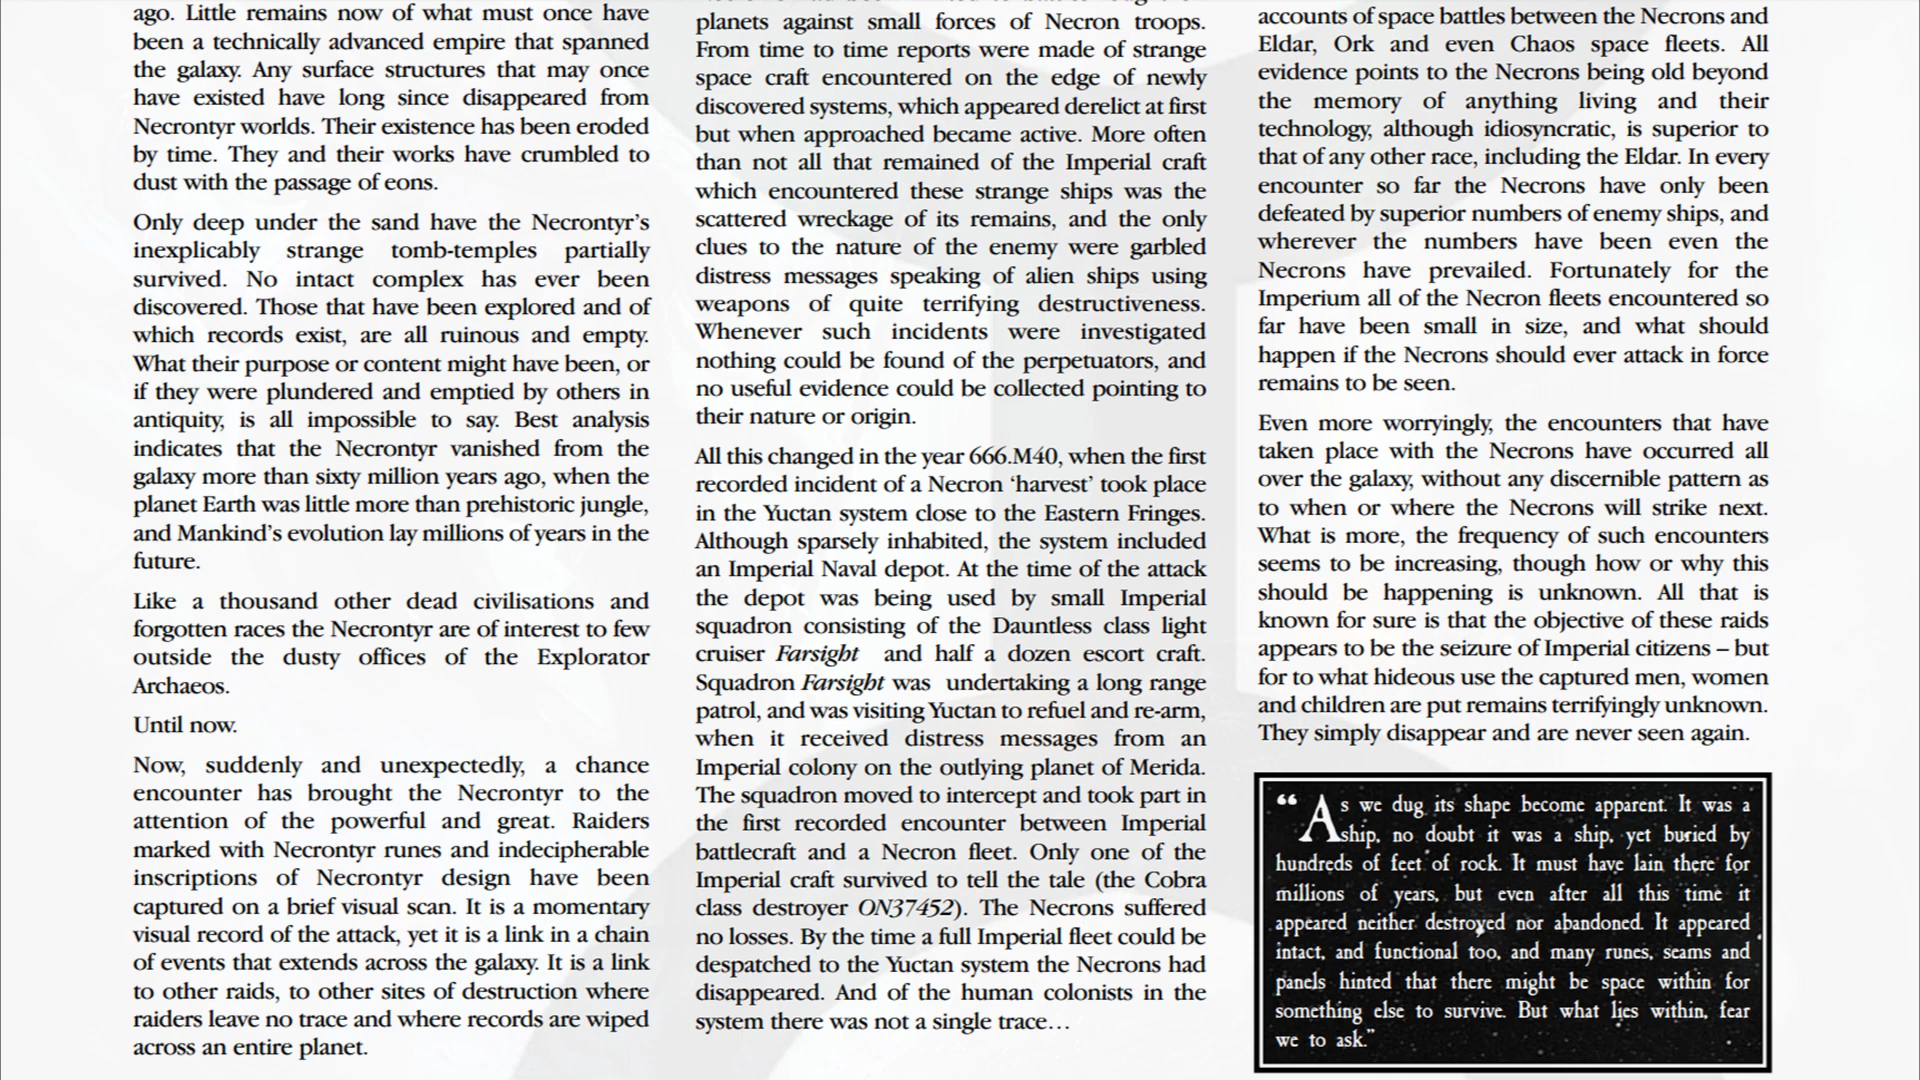 ago. Little remains now of what must once have
been a technically advanced empire that spanned
the galaxy. Any surface structures that may once
have existed have long since disappeared from
Necrontyr worlds. Their existence has been eroded
by time. They and their works have crumbled to
dust with the passage of eons.
Only deep under the sand have the Necrontyr's
inexplicably strange tomb-temples partially
survived. No intact complex has ever been
discovered. Those that have been explored and of
which records exist, are all ruinous and empty.
What their purpose or content might have been, or
if they were plundered and emptied by others in
antiquity, is all impossible to say. Best analysis
indicates that the Necrontyr vanished from the
galaxy more than sixty million years ago, when the
planet Earth was little more than prehistoric jungle,
and Mankind's evolution lay millions of years in the
future.
Like a thousand other dead civilisations and
forgotten races the Necrontyr are of interest to few
outside the dusty offices of the Explorator
Archaeos.
Until now.
Now, suddenly and unexpectedly, a chance
encounter has brought the Necrontyr to the
attention of the powerful and great. Raiders
marked with Necrontyr runes and indecipherable
inscriptions of Necrontyr design have been
captured on a brief visual scan. It is a momentary
visual record of the attack, yet it is a link in a chain
of events that extends across the galaxy. It is a link
to other raids, to other sites of destruction where
raiders leave no trace and where records are wiped
across an entire planet.
planets against small forces of Necron troops.
From time to time reports were made of strange
space craft encountered on the edge of newly
discovered systems, which appeared derelict at first
but when approached became active. More often
than not all that remained of the Imperial craft
which encountered these strange ships was the
scattered wreckage of its remains, and the only
clues to the nature of the enemy were garbled
distress messages speaking of alien ships using
weapons of quite terrifying destructiveness.
Whenever such incidents were investigated
nothing could be found of the perpetuators, and
no useful evidence could be collected pointing to
their nature or origin.
All this changed in the year 666.M40, when the first
recorded incident of a Necron 'harvest' took place
in the Yuctan system close to the Eastern Fringes.
Although sparsely inhabited, the system included
an Imperial Naval depot. At the time of the attack
the depot was being used by small Imperial
squadron consisting of the Dauntless class light
cruiser Farsight and half a dozen escort craft.
Squadron Farsight was undertaking a long range
patrol, and was visiting Yuctan to refuel and re-arm,
when it received distress messages from an
Imperial colony on the outlying planet of Merida.
The squadron moved to intercept and took part in
the first recorded encounter between Imperial
battlecraft and a Necron fleet. Only one of the
Imperial craft survived to tell the tale (the Cobra
class destroyer ON37452). The Necrons suffered
no losses. By the time a full Imperial fleet could be
despatched to the Yuctan system the Necrons had
disappeared. And of the human colonists in the
system there was not a single trace…
accounts of space battles between the Necrons and
Eldar, Ork and even Chaos space fleets. All
evidence points to the Necrons being old beyond
the memory of anything living and their
technology, although idiosyncratic, is superior to
that of any other race, including the Eldar. In every
encounter so far the Necrons have only been
defeated by superior numbers of enemy ships, and
wherever the numbers have been even the
Necrons have prevailed. Fortunately for the
Imperium all of the Necron fleets encountered so
far have been small in size, and what should
happen if the Necrons should ever attack in force
remains to be seen.
Even more worryingly, the encounters that have
taken place with the Necrons have occurred all
over the galaxy, without any discernible pattern as
to when or where the Necrons will strike next.
What is more, the frequency of such encounters
seems to be increasing, though how or why this
should be happening is unknown. All that is
known for sure is that the objective of these raids
appears to be the seizure of Imperial citizens – but
for to what hideous use the captured men, women
and children are put remains terrifyingly unknown.
They simply disappear and are never seen again.
“As we dug its shape become apparent. It was a
ship, no doubt it was a ship, yet buried by
hundreds of feet of rock. It must have lain there for
millions of years, but even after all this time it
appeared neither destroyed nor abandoned. It appeared
intact, and functional too, and many runes, seams and
panels hinted that there might be space within for
something else to survive. But what lies within, fear
we to ask.”